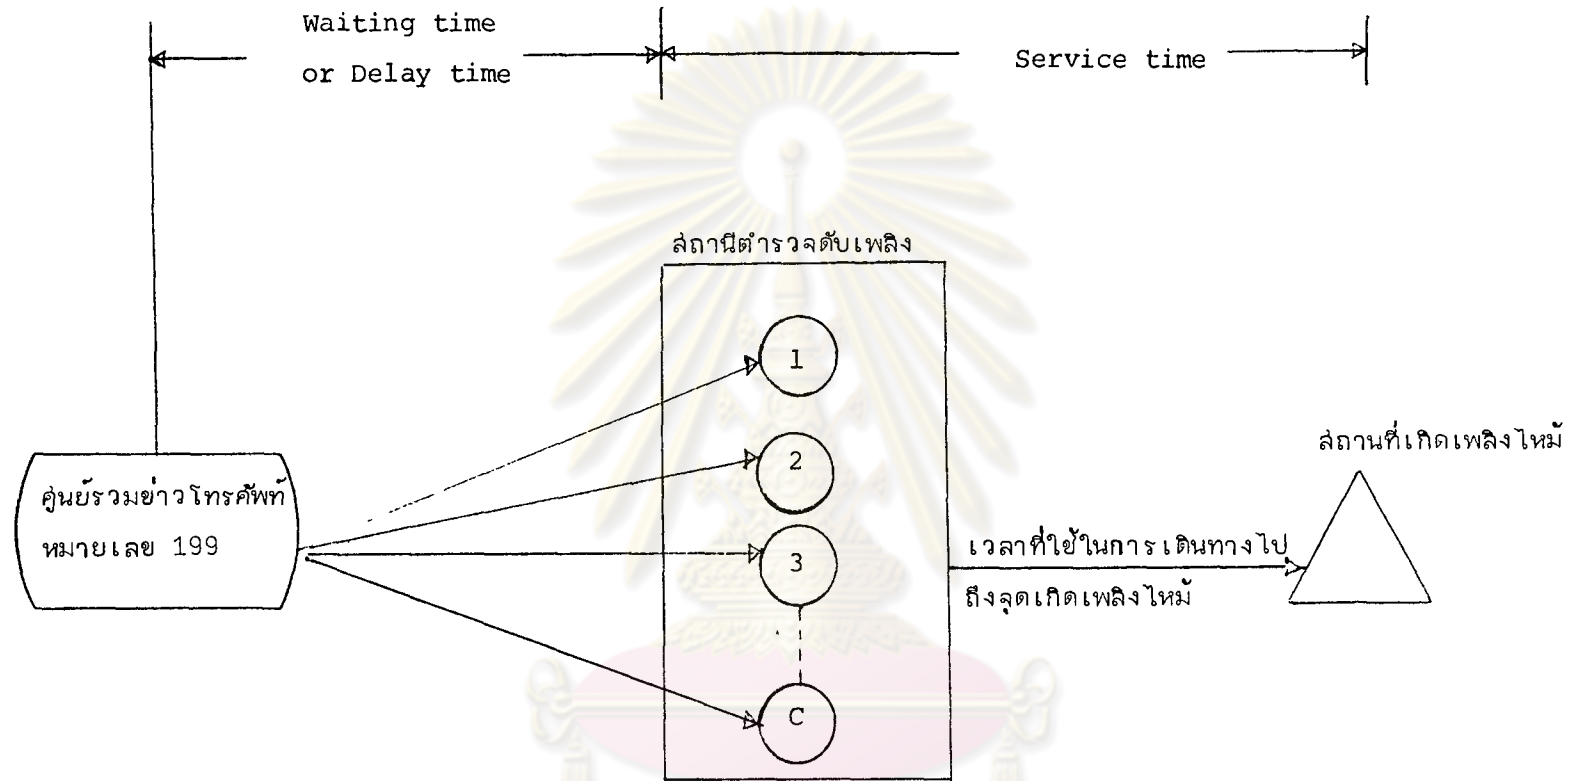 Waiting time
or Delay time
Service time
สถานีตำรวจดับเพลิง
1
2
3
C
ศูนย์รวมข่าวโทรศัพท์
หมายเลข 199
เวลาที่ใช้ในการเดินทางไป
ถึงจุดเกิดเพลิงไหม้
สถานที่เกิดเพลิงไหม้